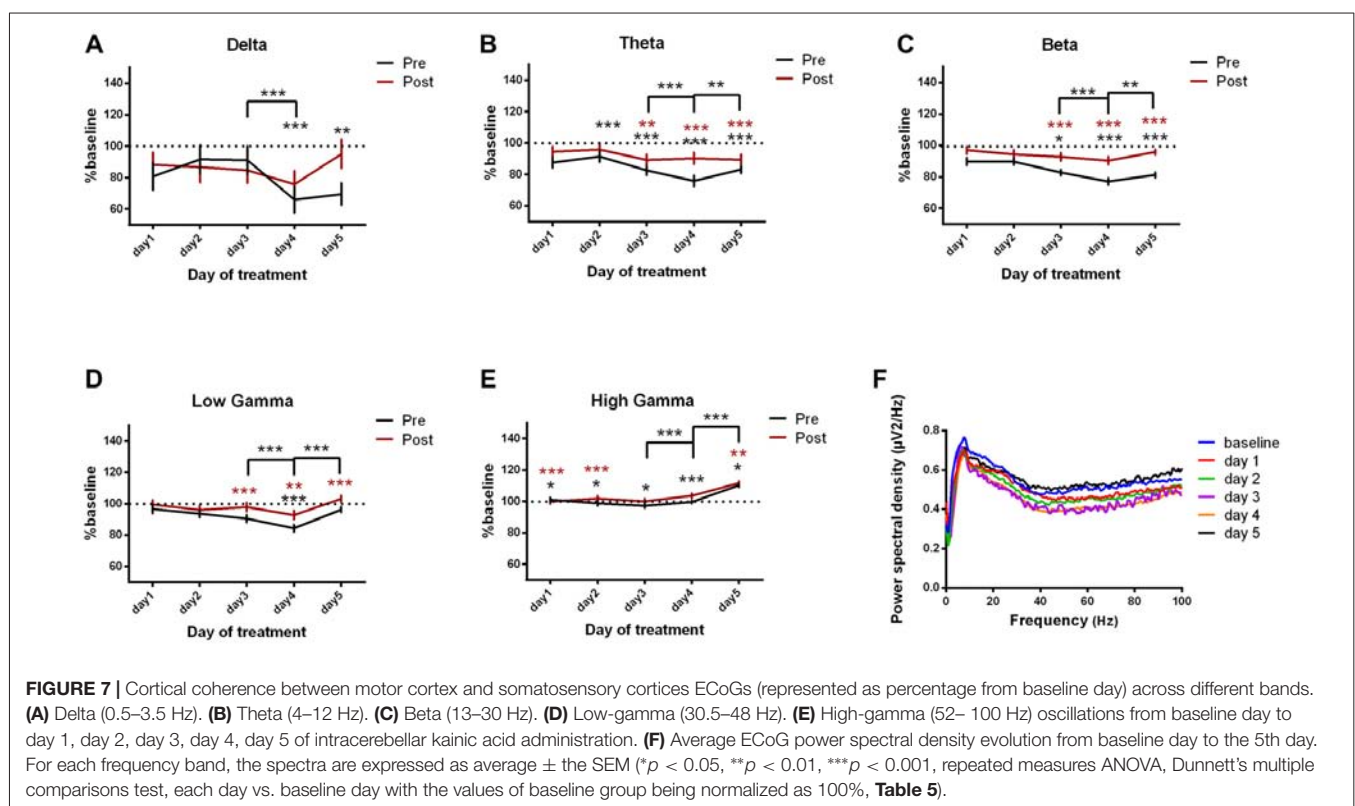 A
Delta
Pre
Post
***
***
**
140
120
100
80
60
%baseline
day1
day2
day3
day4
day5
Day of treatment
B
Theta
Pre
Post
***
**
***
**
***
***
***
***
***
140
120
100
80
60
%baseline
day1
day2
day3
day4
day5
Day of treatment
C
Beta
Pre
Post
***
**
***
*
***
***
***
***
140
120
100
80
60
%baseline
day1
day2
day3
day4
day5
Day of treatment
D
Low Gamma
Pre
Post
***
***
***
**
***
***
140
120
100
80
60
%baseline
day1
day2
day3
day4
day5
Day of treatment
E
High Gamma
Pre
Post
***
***
***
*
***
*
*
***
**
*
140
120
100
80
60
%baseline
day1
day2
day3
day4
day5
Day of treatment
F
Power spectral density (µV2/Hz)
0.8
0.6
0.4
0.2
0.0
0
20
40
60
80
100
Frequency (Hz)
baseline
day 1
day 2
day 3
day 4
day 5
FIGURE 7 | Cortical coherence between motor cortex and somatosensory cortices ECoGs (represented as percentage from baseline day) across different bands.
(A) Delta (0.5–3.5 Hz). (B) Theta (4–12 Hz). (C) Beta (13–30 Hz). (D) Low-gamma (30.5–48 Hz). (E) High-gamma (52– 100 Hz) oscillations from baseline day to
day 1, day 2, day 3, day 4, day 5 of intracerebellar kainic acid administration. (F) Average ECoG power spectral density evolution from baseline day to the 5th day.
For each frequency band, the spectra are expressed as average ± the SEM (*p < 0.05, **p < 0.01, ***p < 0.001, repeated measures ANOVA, Dunnett's multiple
comparisons test, each day vs. baseline day with the values of baseline group being normalized as 100%, Table 5).